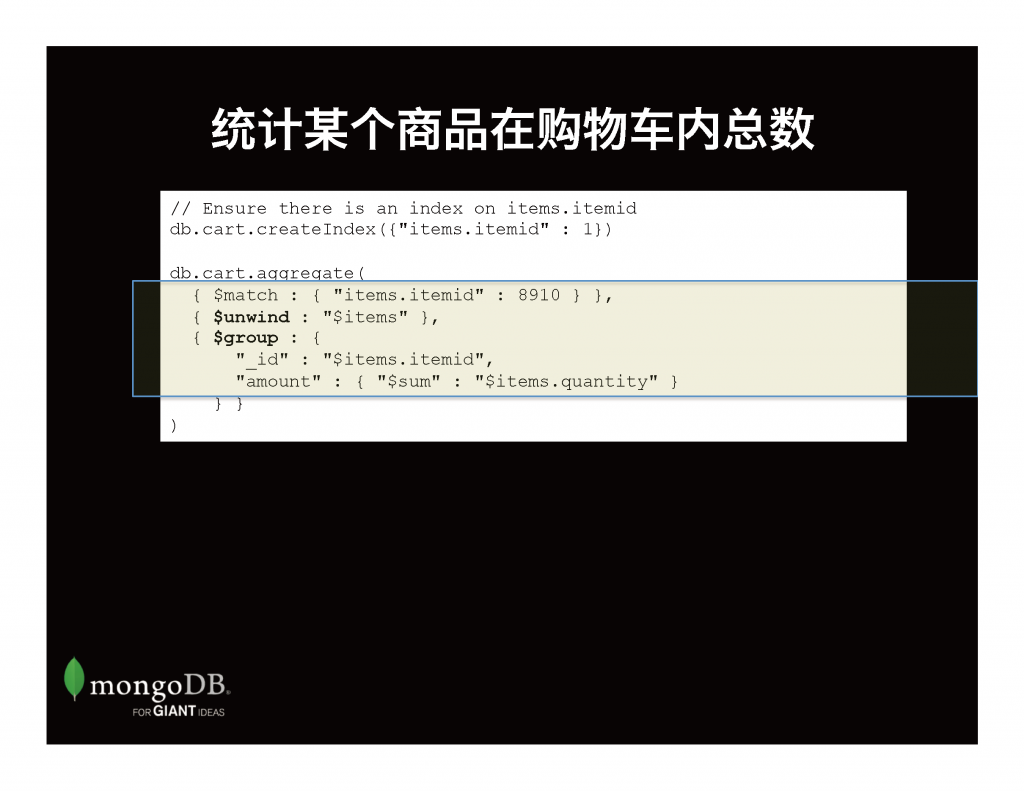 统计某个商品在购物车内总数
// Ensure there is an index on items.itemid
db.cart.createIndex({"items.itemid" : 1})
db.cart.aggregate(
{ $match : { "items.itemid" : 8910 } },
{ $unwind : "$items" },
{ $group : {
"_id" : "$items.itemid",
"amount" : { "$sum" : "$items.quantity" }
} }
)
mongoDB®
FOR GIANT IDEAS